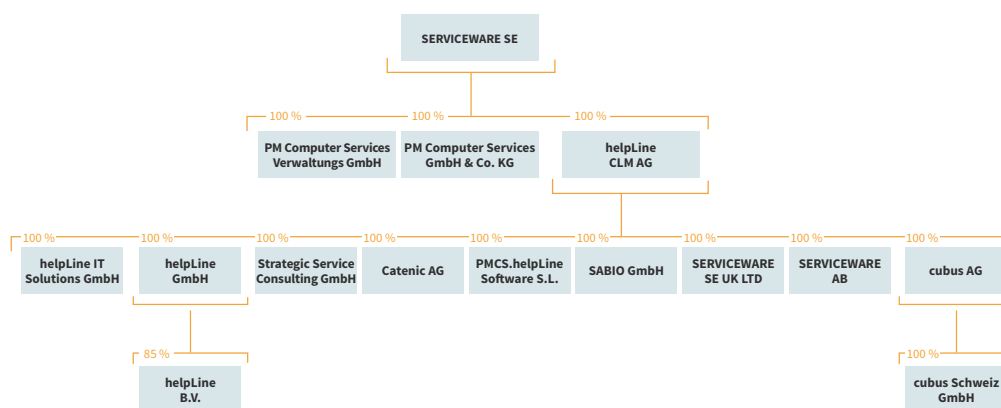 SERVICEWARE SE
100 %
100 %
100 %
PM Computer Services
Verwaltungs GmbH
PM Computer Services
GmbH & Co. KG
helpLine
CLM AG
100 %
100 %
100 %
100 %
100 %
100 %
100 %
100 %
100 %
helpLine IT
Solutions GmbH
helpLine
GmbH
Strategic Service
Consulting GmbH
Catenic AG
PMCS.helpLine
Software S.L.
SABIO GmbH
SERVICEWARE
SE UK LTD
SERVICEWARE
AB
cubus AG
85 %
100 %
helpLine
B.V.
cubus Schweiz
GmbH